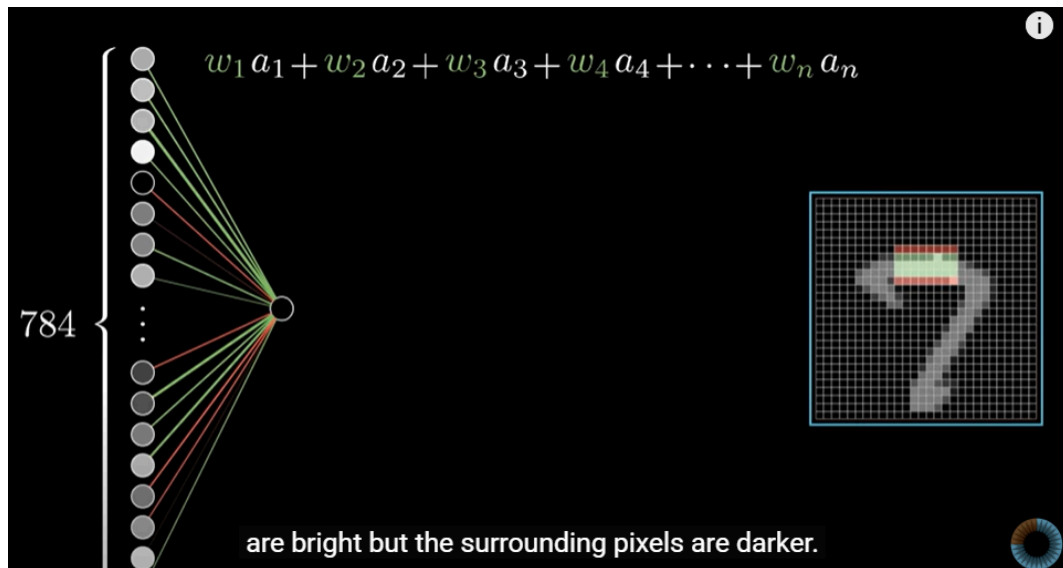 w₁a₁ + w₂a₂ + w₃a₃ + w₄a₄ + · · · + wₙaₙ
i
784
are bright but the surrounding pixels are darker.